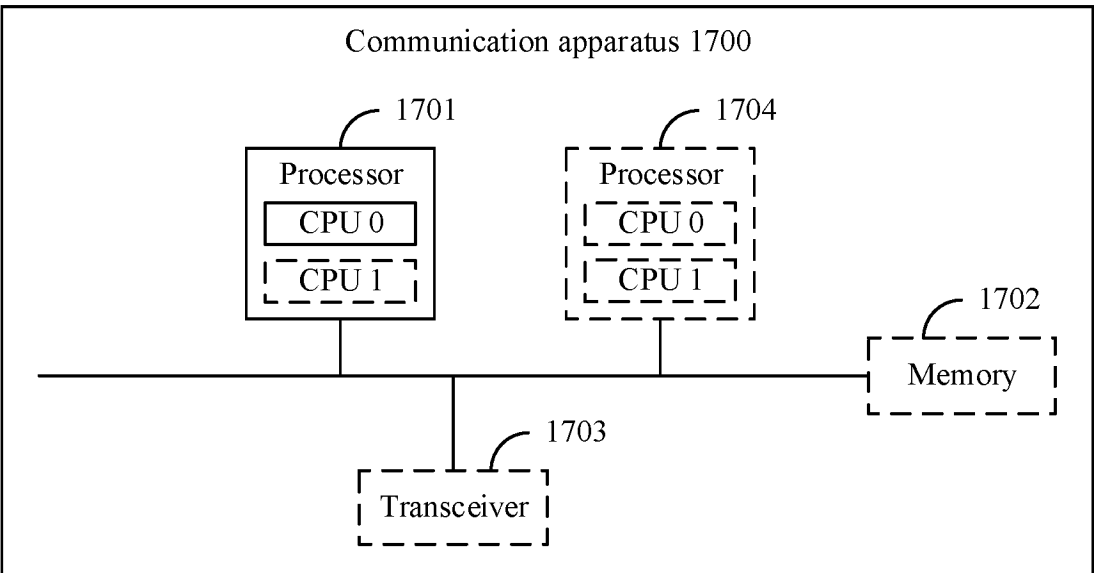 Communication apparatus 1700
1701
1704
Processor
Processor
CPU 0
CPU 0
CPU 1
CPU 1
1702
Memory
1703
Transceiver